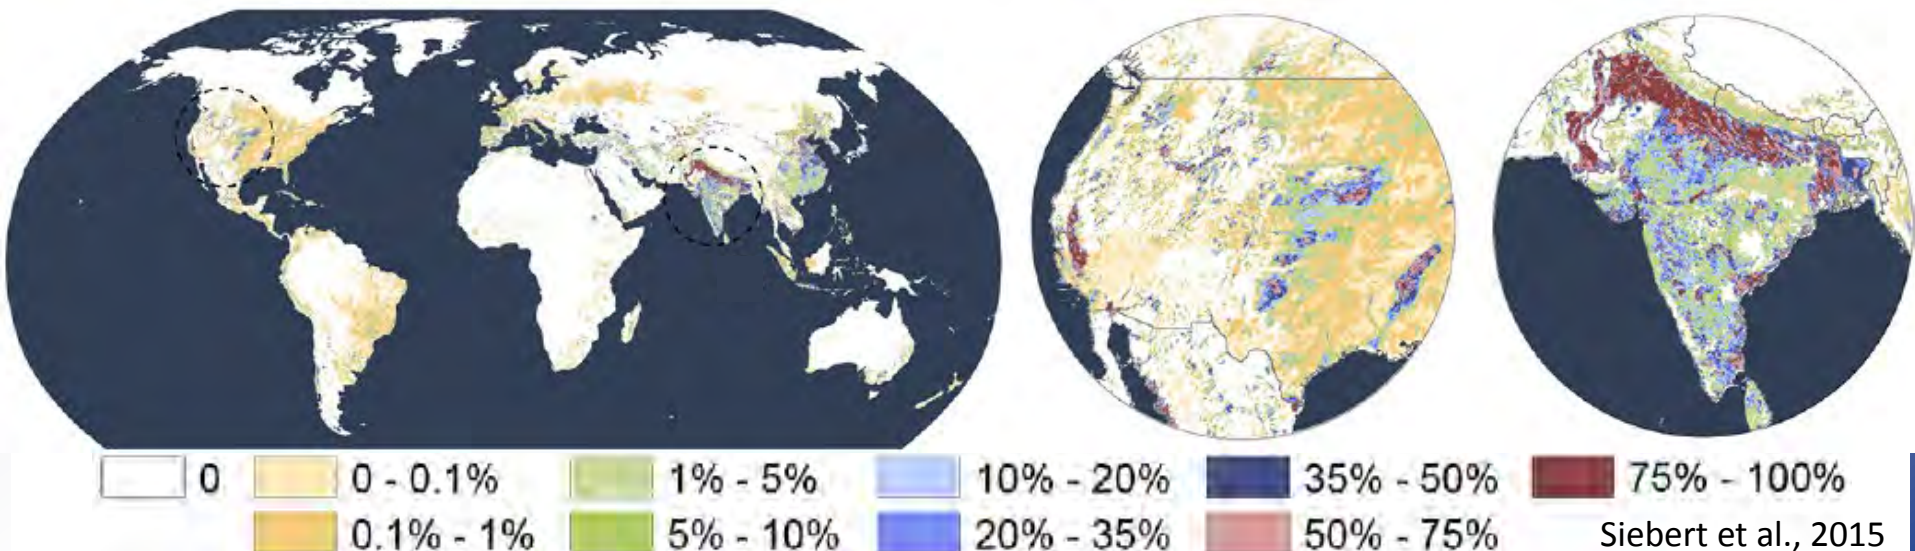 0
0 - 0.1%
1% - 5%
10% - 20%
35% - 50%
75% - 100%
0.1% - 1%
5% - 10%
20% - 35%
50% - 75%
Siebert et al., 2015